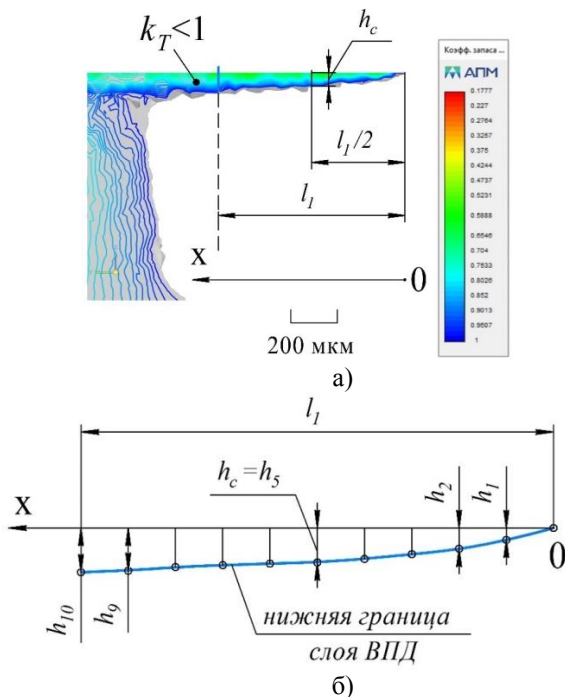 k_T<1
h_c
l_1/2
l_1
X
0
200 мкм
Коэфф. запаса ...
АПМ
0.1777
0.227
0.2764
0.3257
0.375
0.4244
0.4737
0.5231
0.5888
0.6546
0.704
0.7533
0.8026
0.852
0.9013
0.9507
1
а)
l_1
h_c = h_5
h_2
h_1
X
0
h_10
h_9
нижняя граница
слоя ВПД
б)